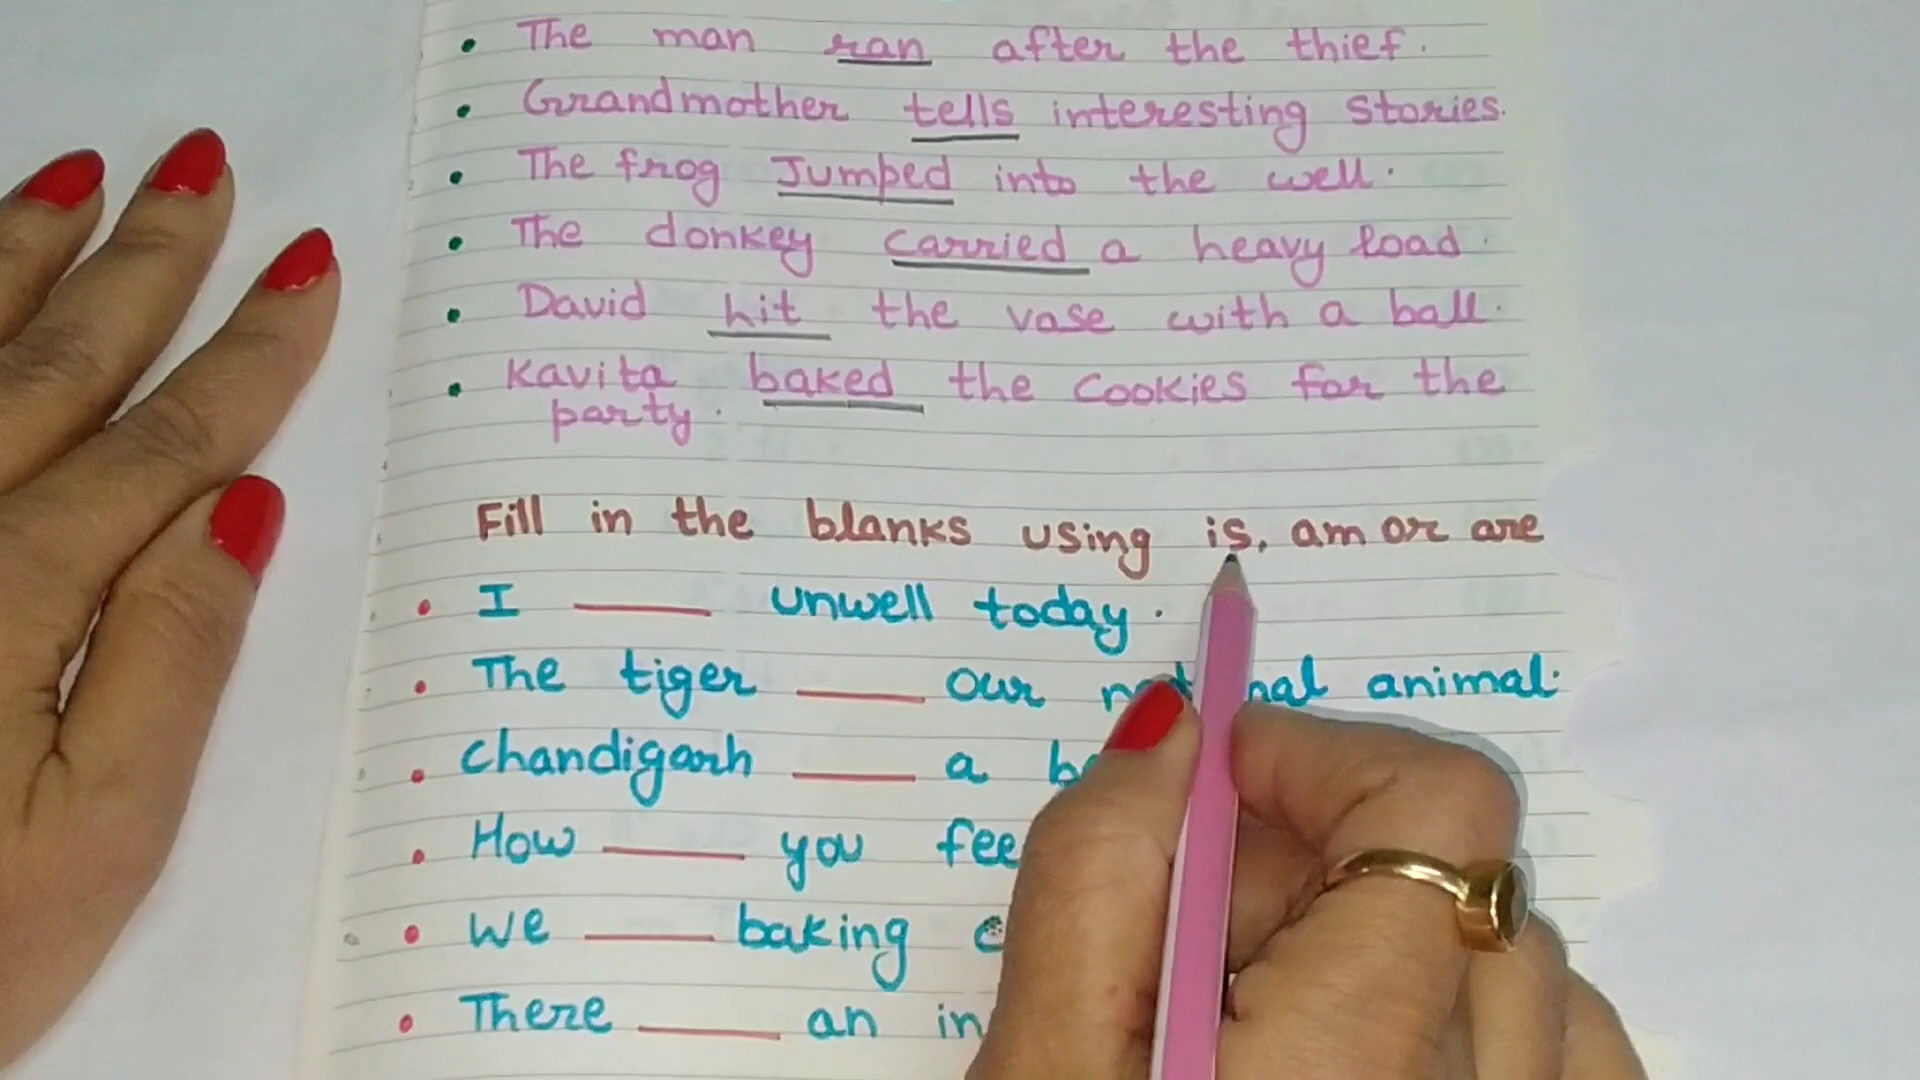 The man ran after the thief.
Grandmother tells interesting stories.
The frog Jumped into the well.
The donkey carried a heavy load.
David hit the vase with a ball.
Kavita baked the cookies for the
party.
Fill in the blanks using is, am or are
I ____ unwell today.
The tiger ____ our animal.
Chandigarh ____ a
How ____ you
We ____ baking
There ____ an